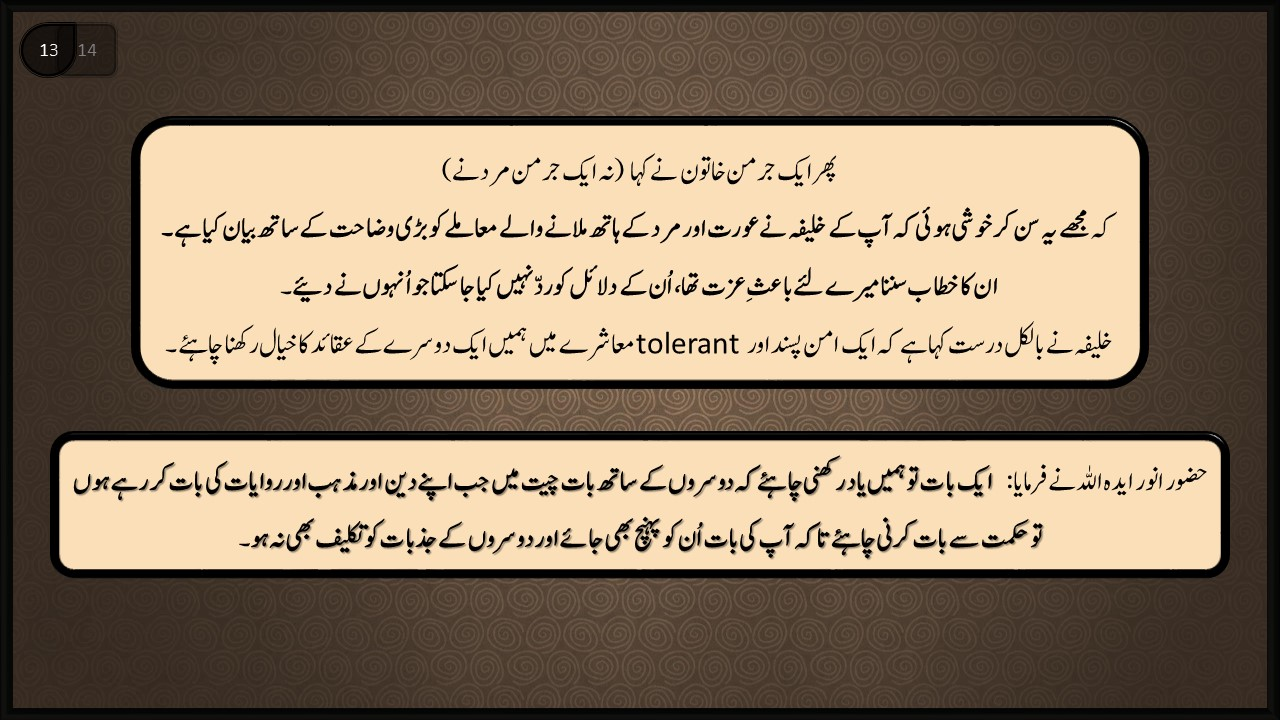 13 14
پھر ایک جرمن خاتون نے کہا (نہ ایک جرمن مرد نے)
کہ مجھے یہ سن کر خوشی ہوئی کہ آپ کے خلیفہ نے عورت اور مرد کے ہاتھ ملانے والے معاملے کو بڑی وضاحت کے ساتھ بیان کیا ہے۔
ان کا خطاب سننا میرے لئے باعثِ عزت تھا، اُن کے دلائل کو ردّ نہیں کیا جا سکتا جو اُنہوں نے دیئے۔
خلیفہ نے بالکل درست کہا ہے کہ ایک امن پسند اور tolerant معاشرے میں ہمیں ایک دوسرے کے عقائد کا خیال رکھنا چاہئے۔
حضور انور ایدہ اللہ نے فرمایا: ایک بات تو ہمیں یاد رکھنی چاہئے کہ دوسروں کے ساتھ بات چیت میں جب اپنے دین اور مذہب اور روایات کی بات کر رہے ہوں
تو حکمت سے بات کرنی چاہئے تاکہ آپ کی بات اُن کو پہنچ بھی جائے اور دوسروں کے جذبات کو تکلیف بھی نہ ہو۔